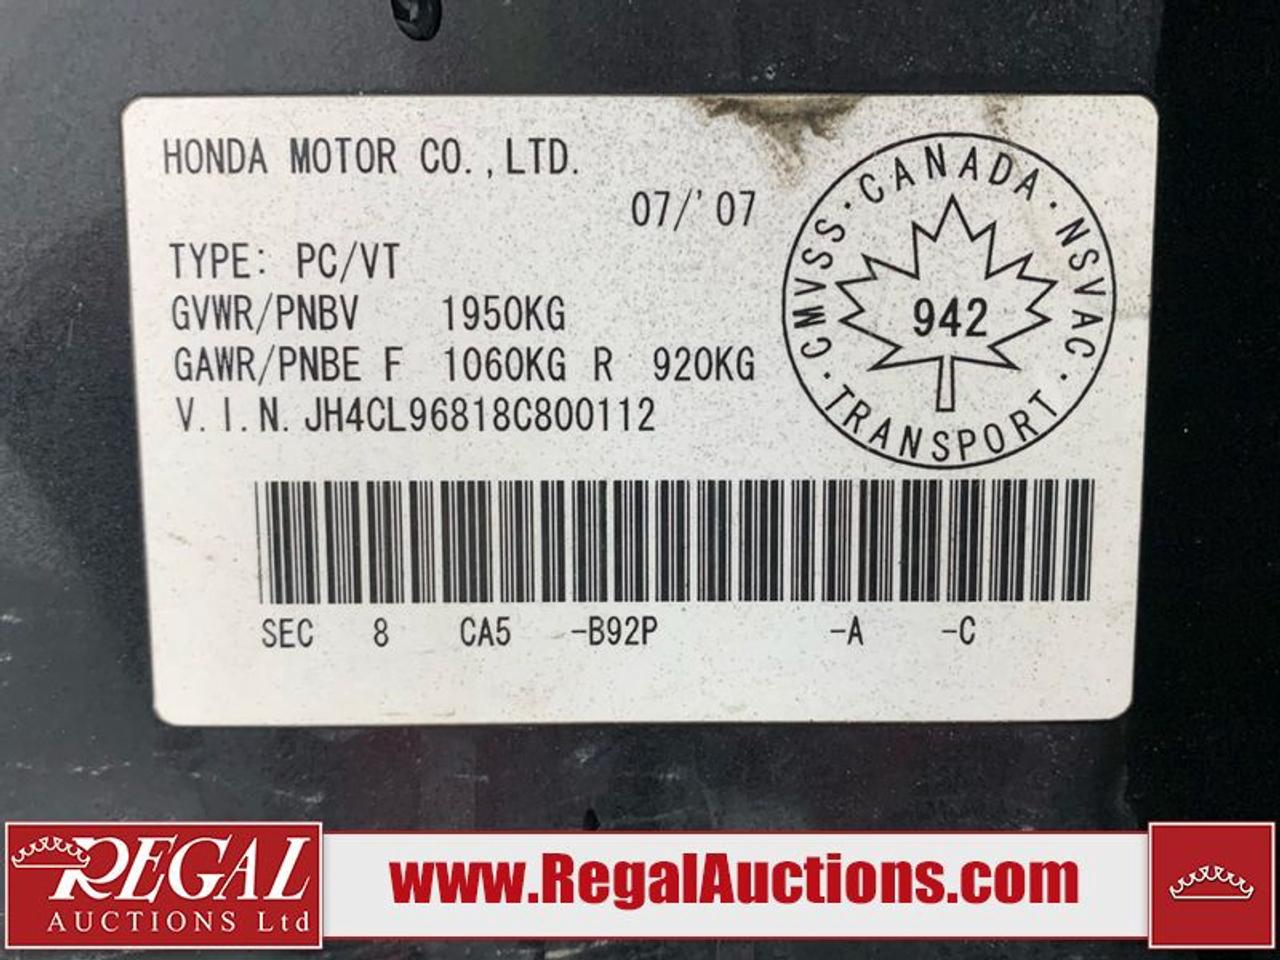 HONDA MOTOR CO.,LTD.
07/'07
TYPE: PC/VT
GVWR/PNBV 1950KG
GAWR/PNBE F 1060KG R 920KG
V.I.N. JH4CL96818C800112
CMVSS · CANADA · NSVAC · TRANSPORT ·
942
SEC 8 CA5 -B92P -A -C
REGAL
AUCTIONS Ltd
www.RegalAuctions.com